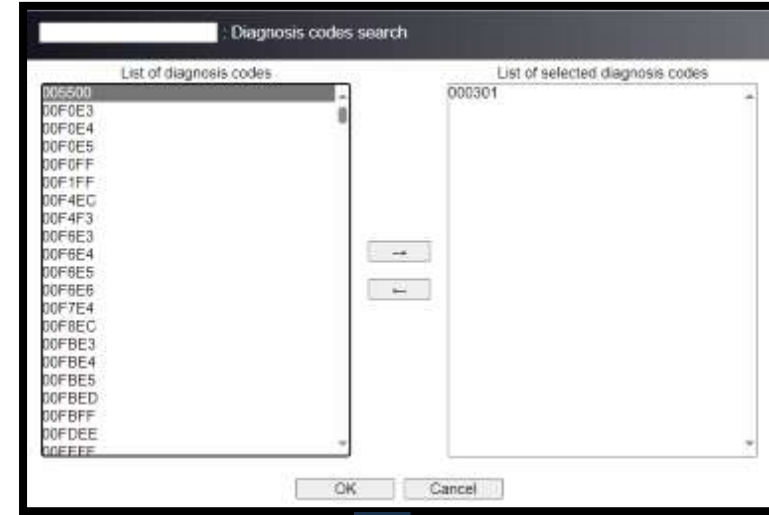 : Diagnosis codes search
List of diagnosis codes
005500
00F0E3
00F0E4
00F0E5
00F0FF
00F1FF
00F4EC
00F4F3
00F6E3
00F6E4
00F6E5
00F6E6
00F7E4
00F8EC
00FBE3
00FBE4
00FBE5
00FBED
00FBFF
00FDEE
List of selected diagnosis codes
000301
→
←
OK
Cancel